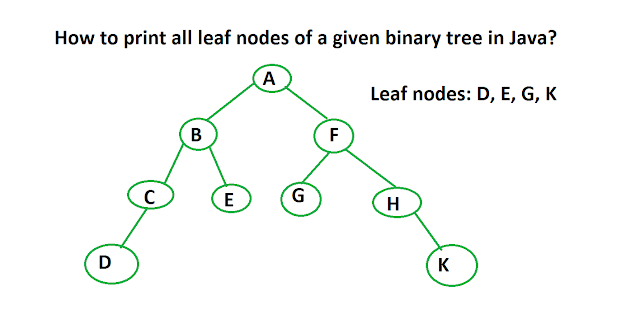 How to print all leaf nodes of a given binary tree in Java?
A
Leaf nodes: D, E, G, K
B
F
C
E
G
H
D
K